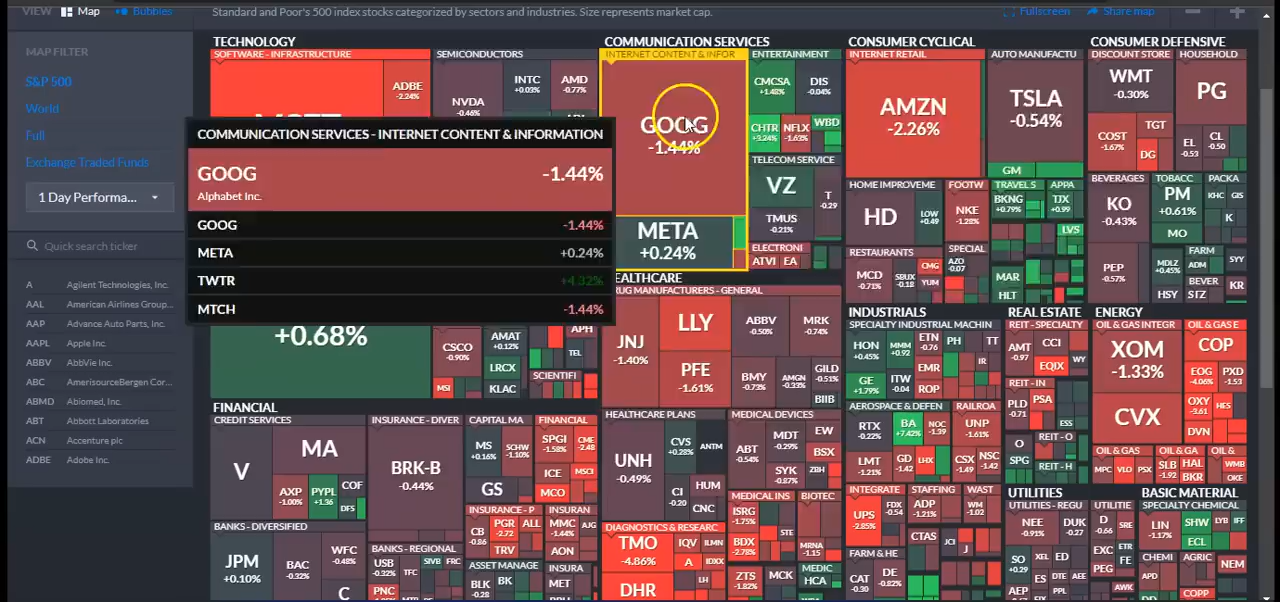 VIEW Map Bubbles
Standard and Poor's 500 index stocks categorized by sectors and industries. Size represents market cap.
Fullscreen Share map
MAP FILTER
S&P 500
World
Full
Exchange Traded Funds
1 Day Performa...
Quick search ticker
A Agilent Technologies, Inc.
AAL American Airlines Group...
AAP Advance Auto Parts, Inc.
AAPL Apple Inc.
ABBV AbbVie Inc.
ABC AmerisourceBergen Cor...
ABMD Abiomed, Inc.
ABT Abbott Laboratories
ACN Accenture plc
ADBE Adobe Inc.
TECHNOLOGY
SOFTWARE - INFRASTRUCTURE
ADBE
-2.24%
SEMICONDUCTORS
NVDA
-0.46%
INTC
+0.03%
AMD
-0.77%
COMMUNICATION SERVICES - INTERNET CONTENT & INFORMATION
GOOG -1.44%
Alphabet Inc.
GOOG -1.44%
META +0.24%
TWTR +4.32%
MTCH -1.44%
+0.68%
CSCO
-0.90%
MSI
AMAT
+0.12%
LRCX
KLAC
APH
TEL
SCIENTIFI
COMMUNICATION SERVICES
INTERNET CONTENT & INFOR
GOOG
-1.44%
META
+0.24%
ENTERTAINMENT
CMCSA
+1.48%
DIS
-0.04%
CHTR
+3.24%
NFLX
-1.63%
WBD
TELECOM SERVICE
VZ
T
-0.29
TMUS
-0.21%
ELECTRONI
ATVI EA
CONSUMER CYCLICAL
INTERNET RETAIL
AMZN
-2.26%
AUTO MANUFACTU
TSLA
-0.54%
GM
HOME IMPROVEME
HD
LOW
+0.49
FOOTW
NKE
-1.28%
TRAVEL S
BKNG
+0.79%
APPA
TJX
+0.99
LVS
RESTAURANTS
MCD
-0.71%
SBUX
-0.18
CMG
YUM
SPECIAL
AZO
-0.07
MAR
HLT
CONSUMER DEFENSIVE
DISCOUNT STORE
WMT
-0.30%
COST
-1.67%
TGT
DG
HOUSEHOLD
PG
EL
-0.53
CL
-0.50
BEVERAGES
KO
-0.43%
PEP
-0.57%
TOBACC
PM
+0.61%
MO
PACKA
KHC GIS
K
MDLZ
+0.45%
HSY
FARM
ADM
SYY
BEVER
STZ
KR
EALTHCARE
RUG MANUFACTURERS - GENERAL
JNJ
-1.40%
LLY
PFE
-1.61%
ABBV
-0.50%
MRK
-0.74%
BMY
-0.73%
AMGN
-0.33%
GILD
-0.51%
BIIB
HEALTHCARE PLANS
UNH
-0.49%
CVS
+0.28%
ANTM
CI
-0.20
HUM
CNC
MEDICAL DEVICES
ABT
-0.54%
MDT
-0.29%
EW
BSX
SYK
-0.87%
ZBH
DIAGNOSTICS & RESEARC
TMO
-4.86%
DHR
IQV
ILMN
A
IDXX
LH
MEDICAL INS
ISRG
-1.75%
BDX
-2.78%
STE
BIOTEC
MRNA
-1.15
ZTS
-1.82%
MCK
MEDIC
HCA
INDUSTRIALS
SPECIALTY INDUSTRIAL MACHIN
HON
+0.45%
MMM
+0.92
ETN
-0.76
PH
TT
GE
+1.79%
ITW
-0.04
EMR
ROP
IR
AEROSPACE & DEFEN
RTX
-0.22%
BA
+7.42%
NOC
-1.39
LMT
-1.21%
GD
-1.42
LHX
RAILROA
UNP
-1.61%
CSX
-1.49
NSC
-1.42
INTEGRATE
UPS
-2.85%
FDX
-0.54
STAFFING
ADP
-1.21%
WAST
WM
-1.02
CTAS
JCI
J
FARM & HE
CAT
-0.30
DE
-0.82%
REAL ESTATE
REIT - SPECIALTY
AMT
-0.97
CCI
EQIX
WY
REIT - IN
PLD
-0.71
PSA
ESS
O
SPG
REIT - O
REIT - H
ENERGY
OIL & GAS INTEGR
XOM
-1.33%
CVX
OIL & GAS E
COP
EOG
-4.06%
PXD
-1.53
OXY
-3.61
HES
DVN
OIL & GAS
MPC VLO PSX
OIL & GA
SLB
-1.92
HAL
BKR
OIL &
WMB
OKE
UTILITIES
UTILITIES - REGU
NEE
-0.91%
DUK
-0.27
SO
+0.29
XEL
ED
ES
DTE
AEE
AEP
PEG
D
-0.66
SRE
UTILITIE
EXC
ETR
FE
AWK
BASIC MATERIAL
SPECIALTY CHEMICAL
LIN
-1.17%
SHW
ECL
LYB
IFF
CHEMI
APD
AGRIC
NEM
COPP
FINANCIAL
CREDIT SERVICES
V
MA
AXP
-1.00%
PYPL
+1.36
COF
DFS
INSURANCE - DIVER
BRK-B
-0.44%
CAPITAL MA
MS
+0.16%
SCHW
-1.10%
GS
FINANCIAL
SPGI
-1.58%
CME
-2.48
ICE
MSCI
MCO
BANKS - DIVERSIFIED
JPM
+0.10%
BAC
-0.32%
WFC
-0.48%
C
BANKS - REGIONAL
USB
-0.32%
TFC
SIVB
FRC
PNC
INSURANCE - P
CB
-0.86
PGR
-2.72
ALL
TRV
INSURAN
MMC
-1.44%
AJG
AON
ASSET MANAGE
BLK
-0.28
BK
INSURA
MET